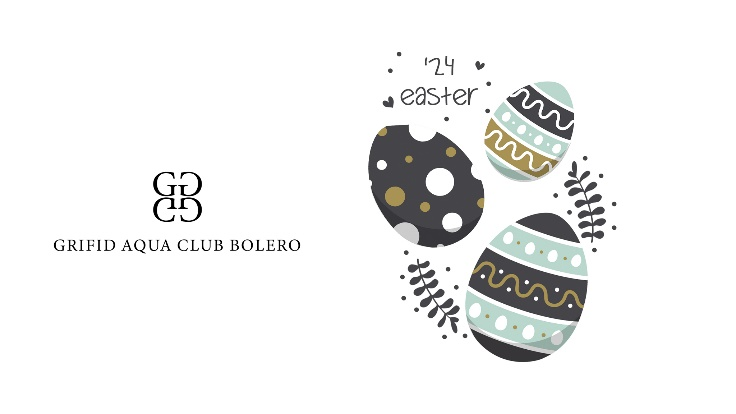 GRIFID AQUA CLUB BOLERO
'24
easter